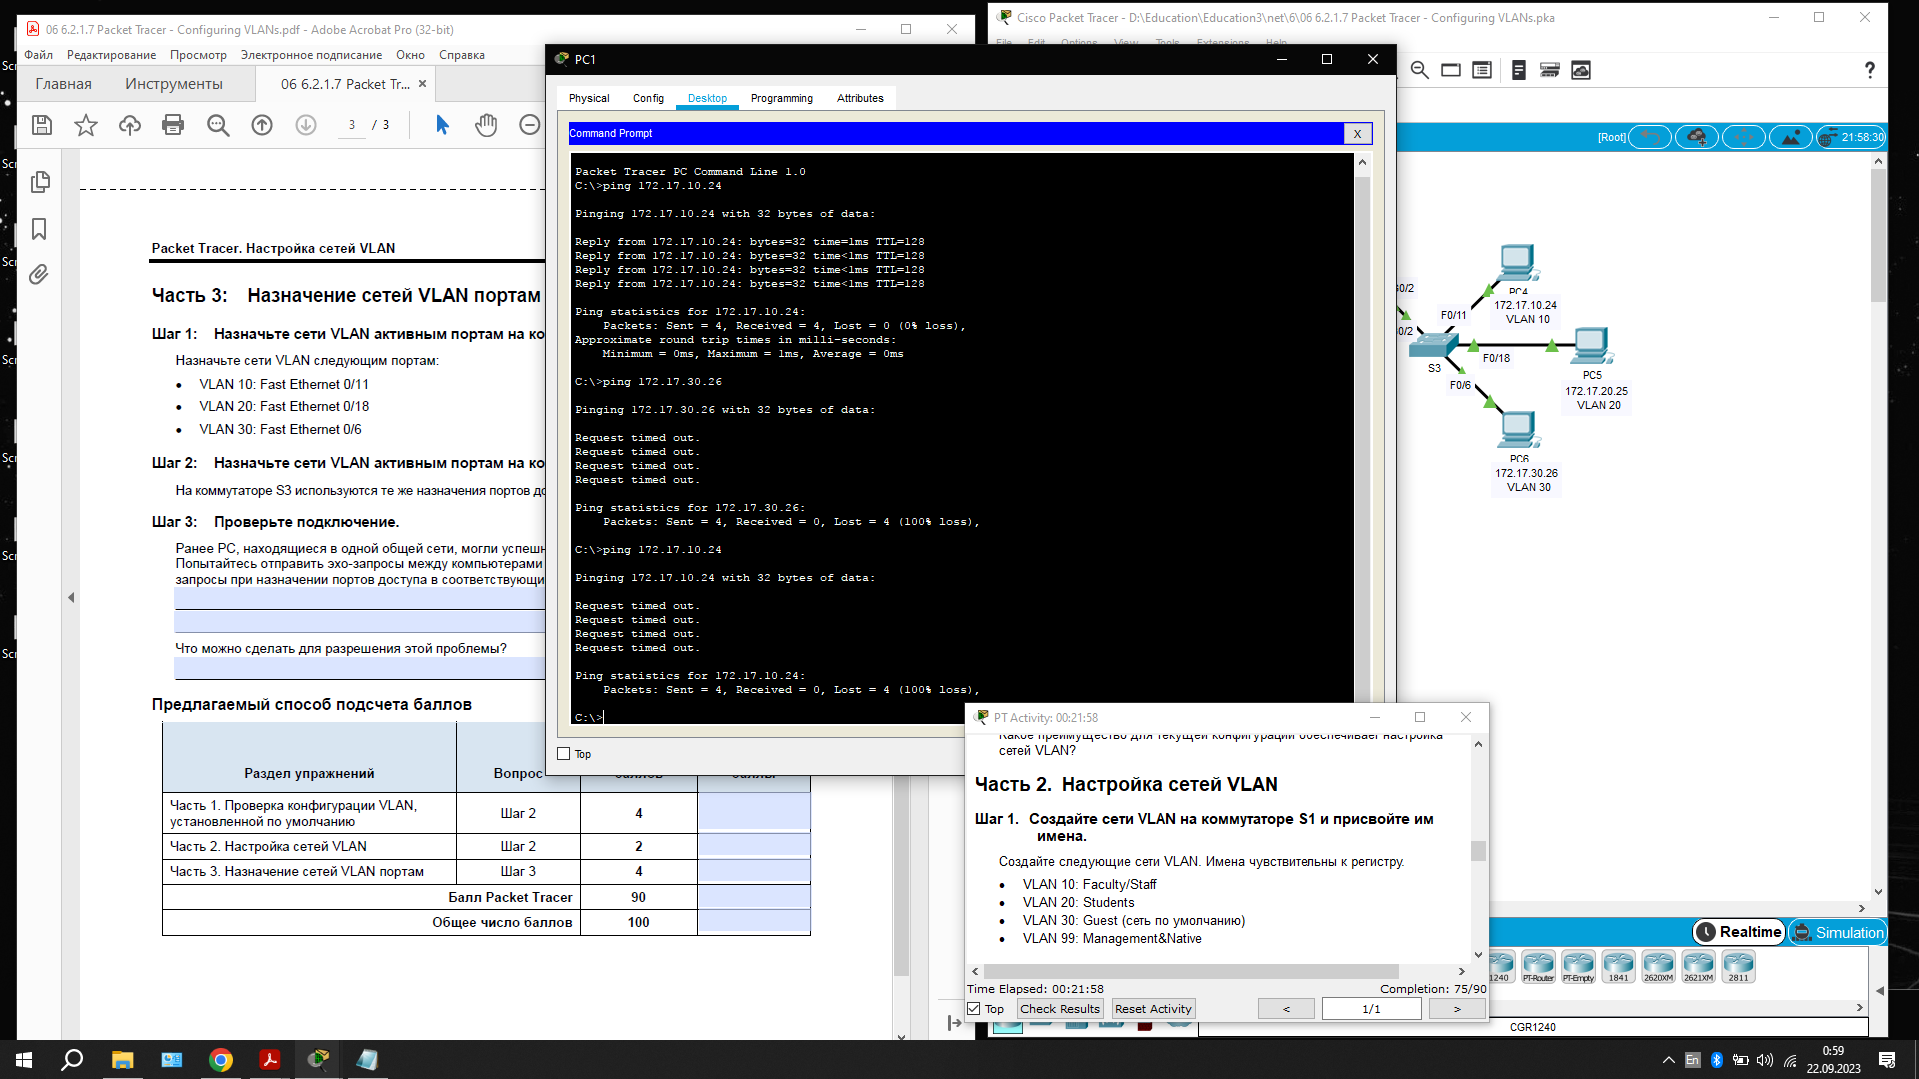 06 6.2.1.7 Packet Tracer - Configuring VLANs.pdf - Adobe Acrobat Pro (32-bit)
Файл Редактирование Просмотр Электронное подписание Окно Справка
Главная Инструменты 06 6.2.1.7 Packet Tr... ×
3 / 3
Packet Tracer. Настройка сетей VLAN
Часть 3: Назначение сетей VLAN портам
Шаг 1: Назначьте сети VLAN активным портам на ко
Назначьте сети VLAN следующим портам:
• VLAN 10: Fast Ethernet 0/11
• VLAN 20: Fast Ethernet 0/18
• VLAN 30: Fast Ethernet 0/6
Шаг 2: Назначьте сети VLAN активным портам на ко
На коммутаторе S3 используются те же назначения портов до
Шаг 3: Проверьте подключение.
Ранее PC, находящиеся в одной общей сети, могли успешн
Попытайтесь отправить эхо-запросы между компьютерами
запросы при назначении портов доступа в соответствующи
Что можно сделать для разрешения этой проблемы?
Предлагаемый способ подсчета баллов
Раздел упражнений Вопрос баллов баллы
Часть 1. Проверка конфигурации VLAN, установленной по умолчанию Шаг 2 4
Часть 2. Настройка сетей VLAN Шаг 2 2
Часть 3. Назначение сетей VLAN портам Шаг 3 4
Балл Packet Tracer 90
Общее число баллов 100
PC1
Physical Config Desktop Programming Attributes
Command Prompt X
Packet Tracer PC Command Line 1.0
C:\>ping 172.17.10.24
Pinging 172.17.10.24 with 32 bytes of data:
Reply from 172.17.10.24: bytes=32 time=1ms TTL=128
Reply from 172.17.10.24: bytes=32 time<1ms TTL=128
Reply from 172.17.10.24: bytes=32 time<1ms TTL=128
Reply from 172.17.10.24: bytes=32 time<1ms TTL=128
Ping statistics for 172.17.10.24:
Packets: Sent = 4, Received = 4, Lost = 0 (0% loss),
Approximate round trip times in milli-seconds:
Minimum = 0ms, Maximum = 1ms, Average = 0ms
C:\>ping 172.17.30.26
Pinging 172.17.30.26 with 32 bytes of data:
Request timed out.
Request timed out.
Request timed out.
Request timed out.
Ping statistics for 172.17.30.26:
Packets: Sent = 4, Received = 0, Lost = 4 (100% loss),
C:\>ping 172.17.10.24
Pinging 172.17.10.24 with 32 bytes of data:
Request timed out.
Request timed out.
Request timed out.
Request timed out.
Ping statistics for 172.17.10.24:
Packets: Sent = 4, Received = 0, Lost = 4 (100% loss),
C:\>
Top
Cisco Packet Tracer - D:\Education\Education3\net\6\06 6.2.1.7 Packet Tracer - Configuring VLANs.pka
File Edit Options View Tools Extensions Help
?
[Root] 21:58:30
G0/2
PC4
172.17.10.24
VLAN 10
F0/11
G0/2
F0/18
S3
PC5
172.17.20.25
VLAN 20
F0/6
PC6
172.17.30.26
VLAN 30
PT Activity: 00:21:58
Какое преимущество для текущей конфигурации обеспечивает настройка
сетей VLAN?
Часть 2. Настройка сетей VLAN
Шаг 1. Создайте сети VLAN на коммутаторе S1 и присвойте им
имена.
Создайте следующие сети VLAN. Имена чувствительны к регистру.
• VLAN 10: Faculty/Staff
• VLAN 20: Students
• VLAN 30: Guest (сеть по умолчанию)
• VLAN 99: Management&Native
Time Elapsed: 00:21:58 Completion: 75/90
Top Check Results Reset Activity < 1/1 >
Realtime Simulation
1240 PT-Router PT-Empty 1841 2620XM 2621XM 2811
CGR1240
En
0:59
22.09.2023